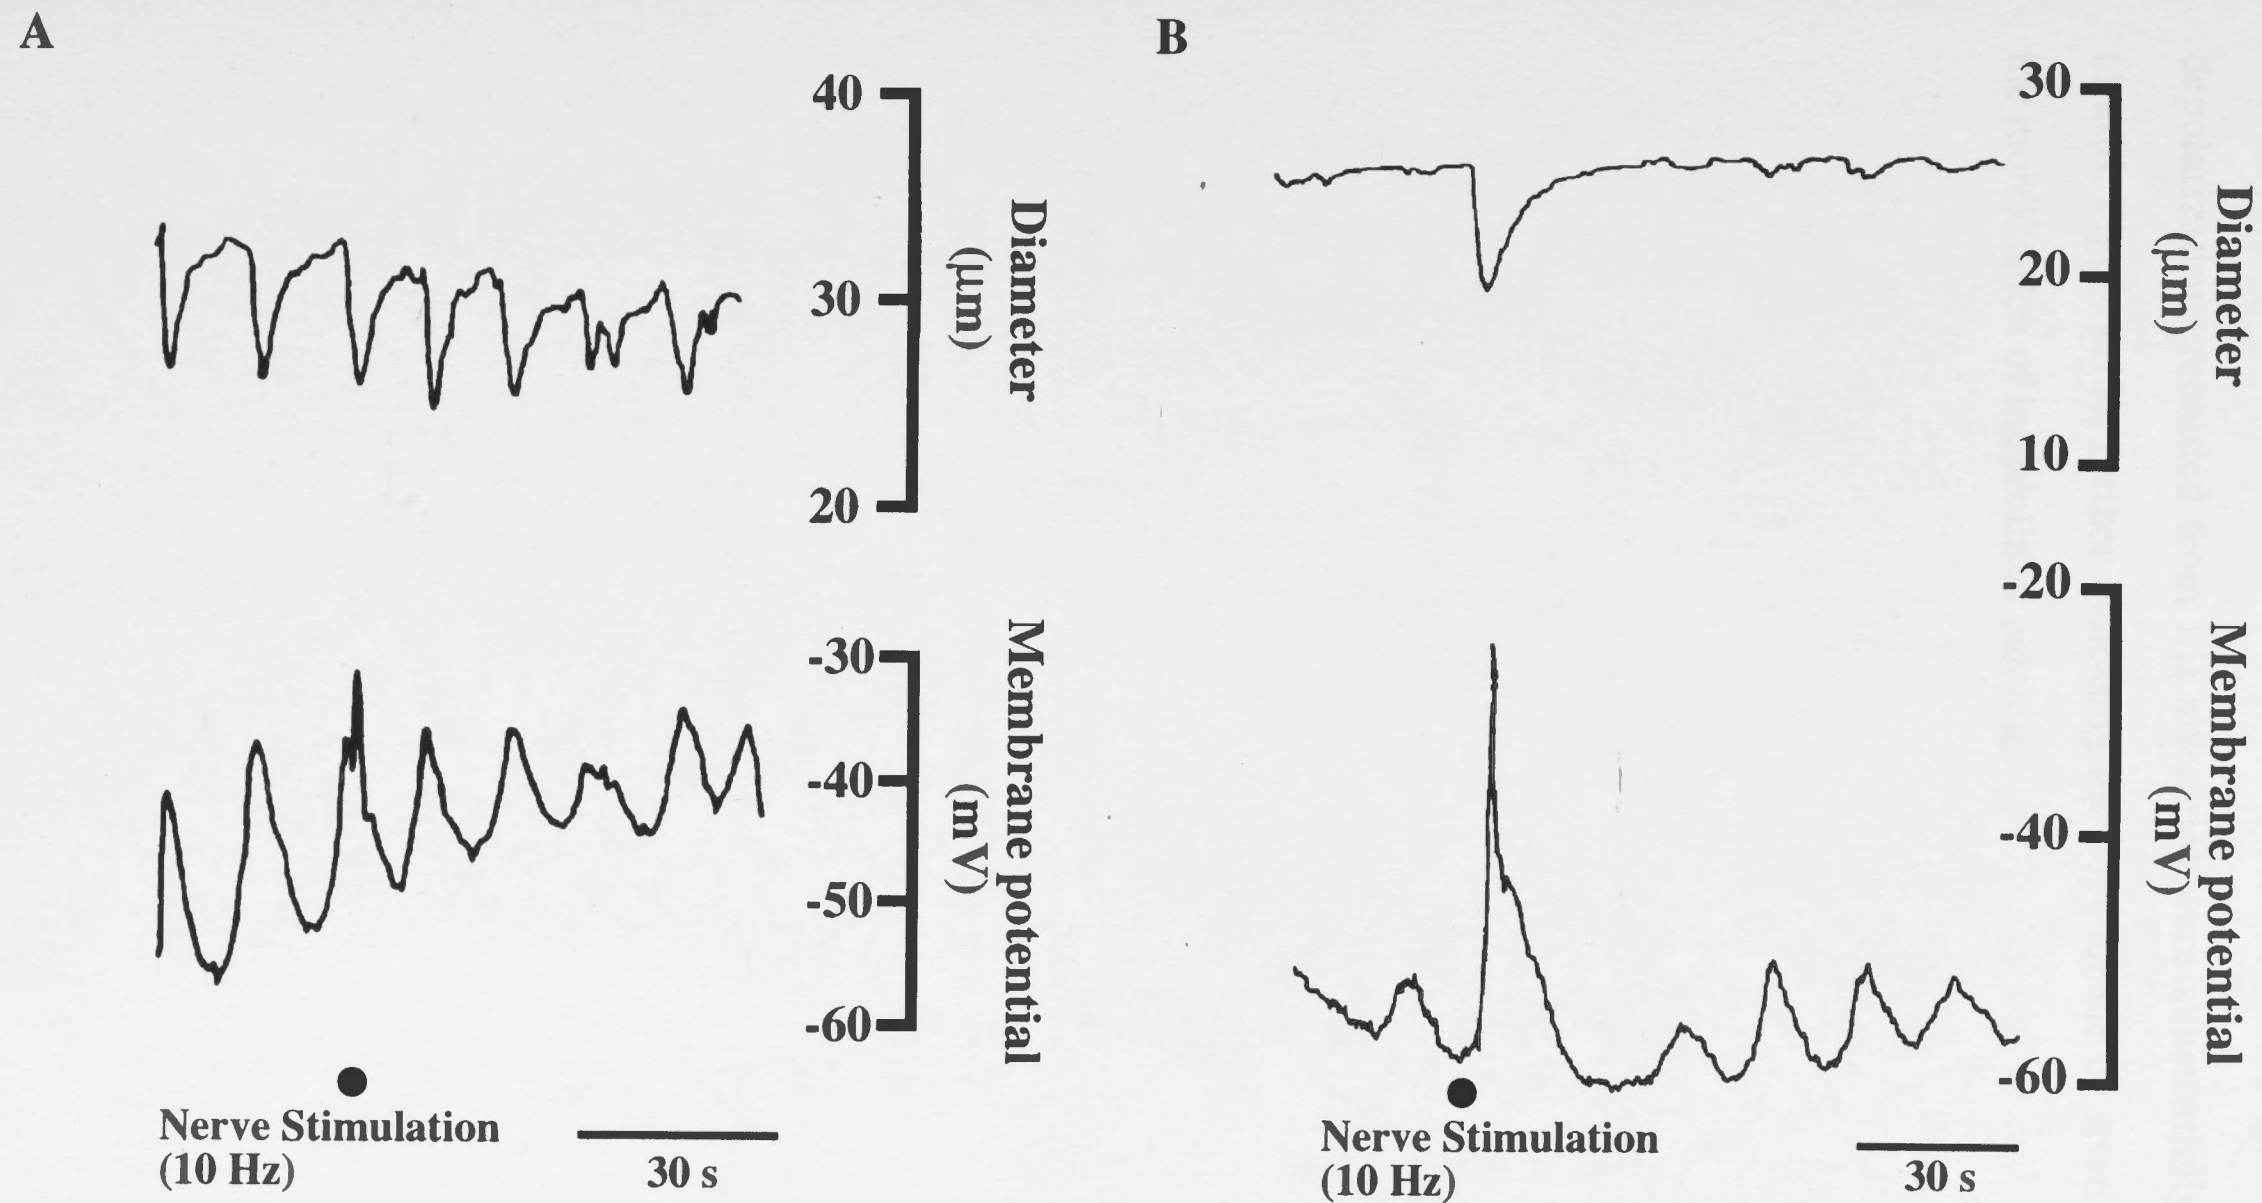 A
40
30
20
Diameter
(μm)
-30
-40
-50
-60
Membrane potential
(mV)
Nerve Stimulation
(10 Hz)
30 s
B
30
20
10
Diameter
(μm)
-20
-40
-60
Membrane potential
(mV)
Nerve Stimulation
(10 Hz)
30 s